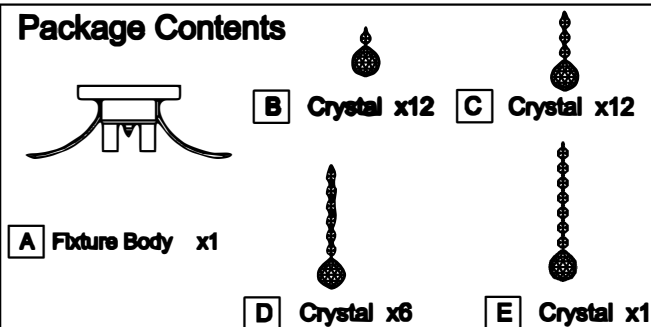 Package Contents
B Crystal x12
C Crystal x12
A Fixture Body x1
D Crystal x6
E Crystal x1